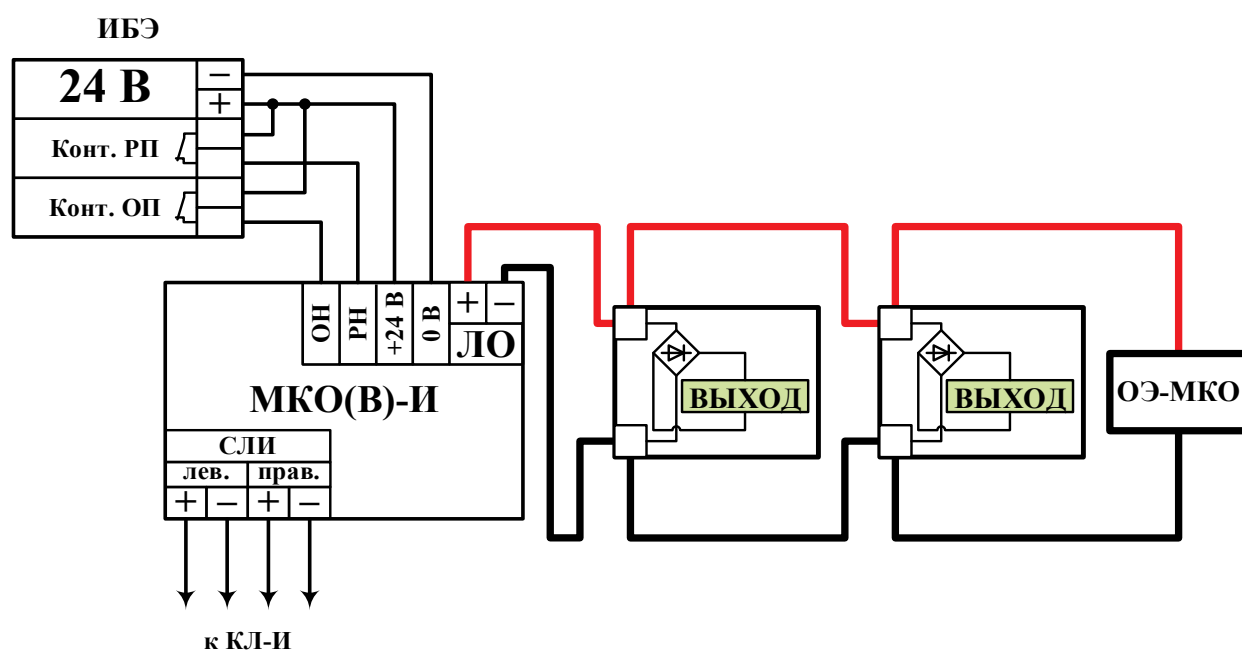 ИБЭ
24 В
−
+
Конт. РП
Конт. ОП
ОН
РН
+24 В
0 В
+ −
ЛО
МКО(В)-И
СЛИ
лев. прав.
+ − + −
к КЛ-И
ВЫХОД
ВЫХОД
ОЭ-МКО